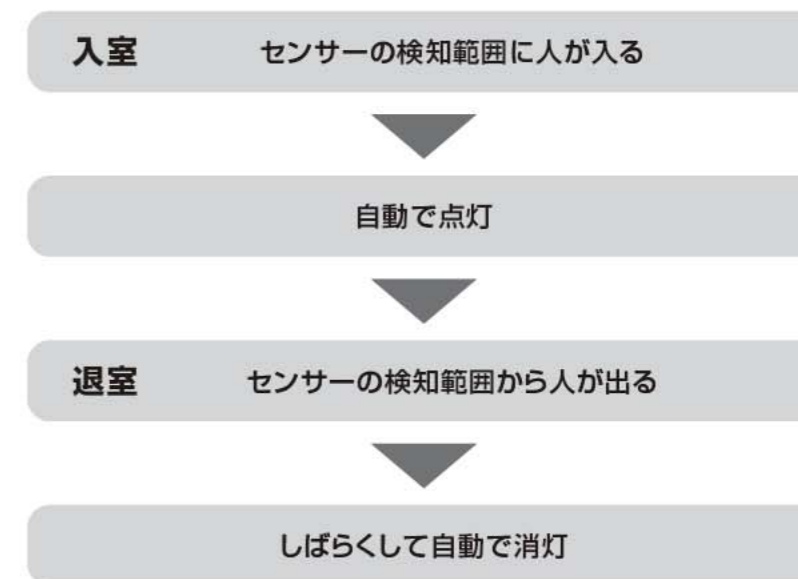 入室 センサーの検知範囲に人が入る
自動で点灯
退室 センサーの検知範囲から人が出る
しばらくして自動で消灯